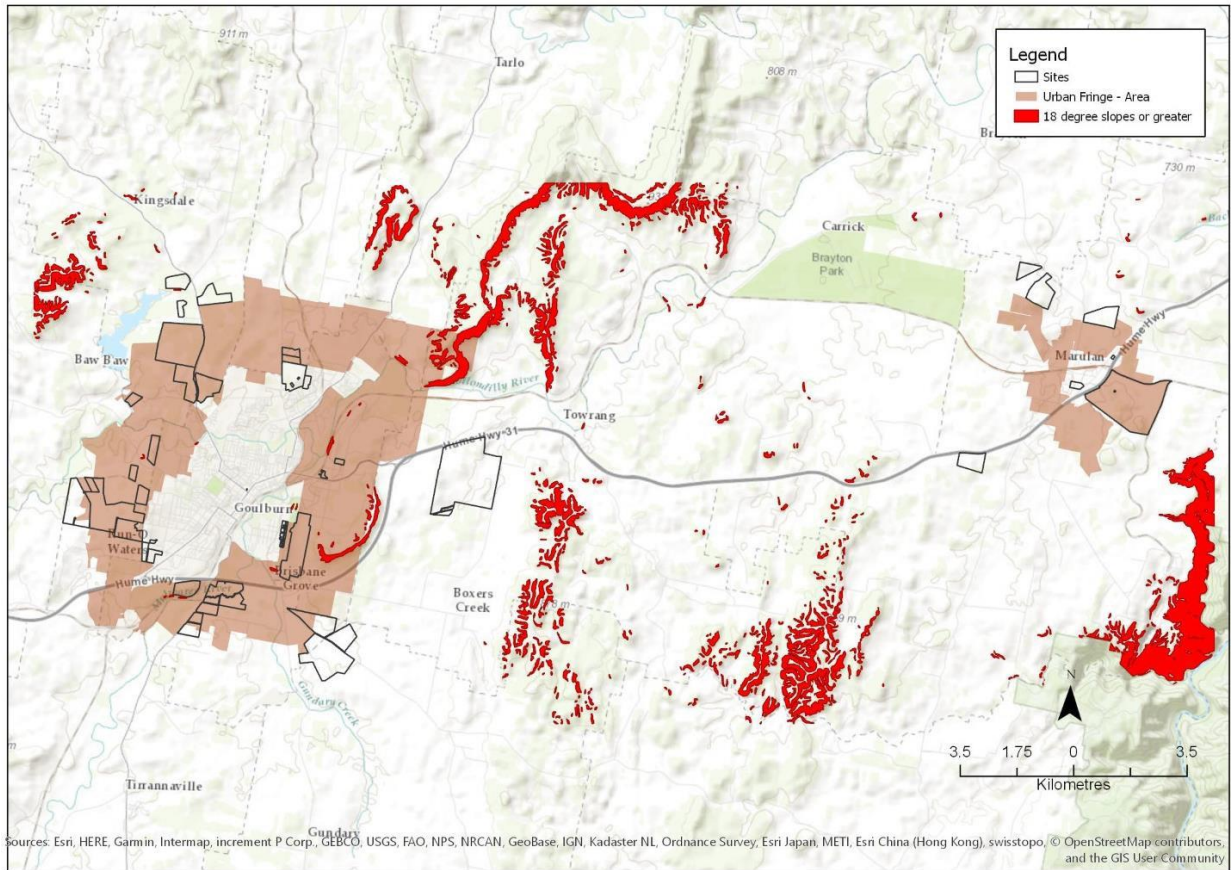 911 m
Tarlo
808 m
Legend
Sites
Urban Fringe - Area
18 degree slopes or greater
730 m
Kingsdale
Carrick
Brayton
Park
Baw Baw
Marulan
Hume Hwy
Towrang
Hume Hwy-31
Goulburn
Run-O
Waters
Hume Hwy
Brisbane
Grove
Boxers
Creek
Gundary Creek
N
3.5 1.75 0 3.5
Kilometres
Tirrannaville
Gundary
Sources: Esri, HERE, Garmin, Intermap, increment P Corp., GEBCO, USGS, FAO, NPS, NRCAN, GeoBase, IGN, Kadaster NL, Ordnance Survey, Esri Japan, METI, Esri China (Hong Kong), swisstopo, © OpenStreetMap contributors,
and the GIS User Community